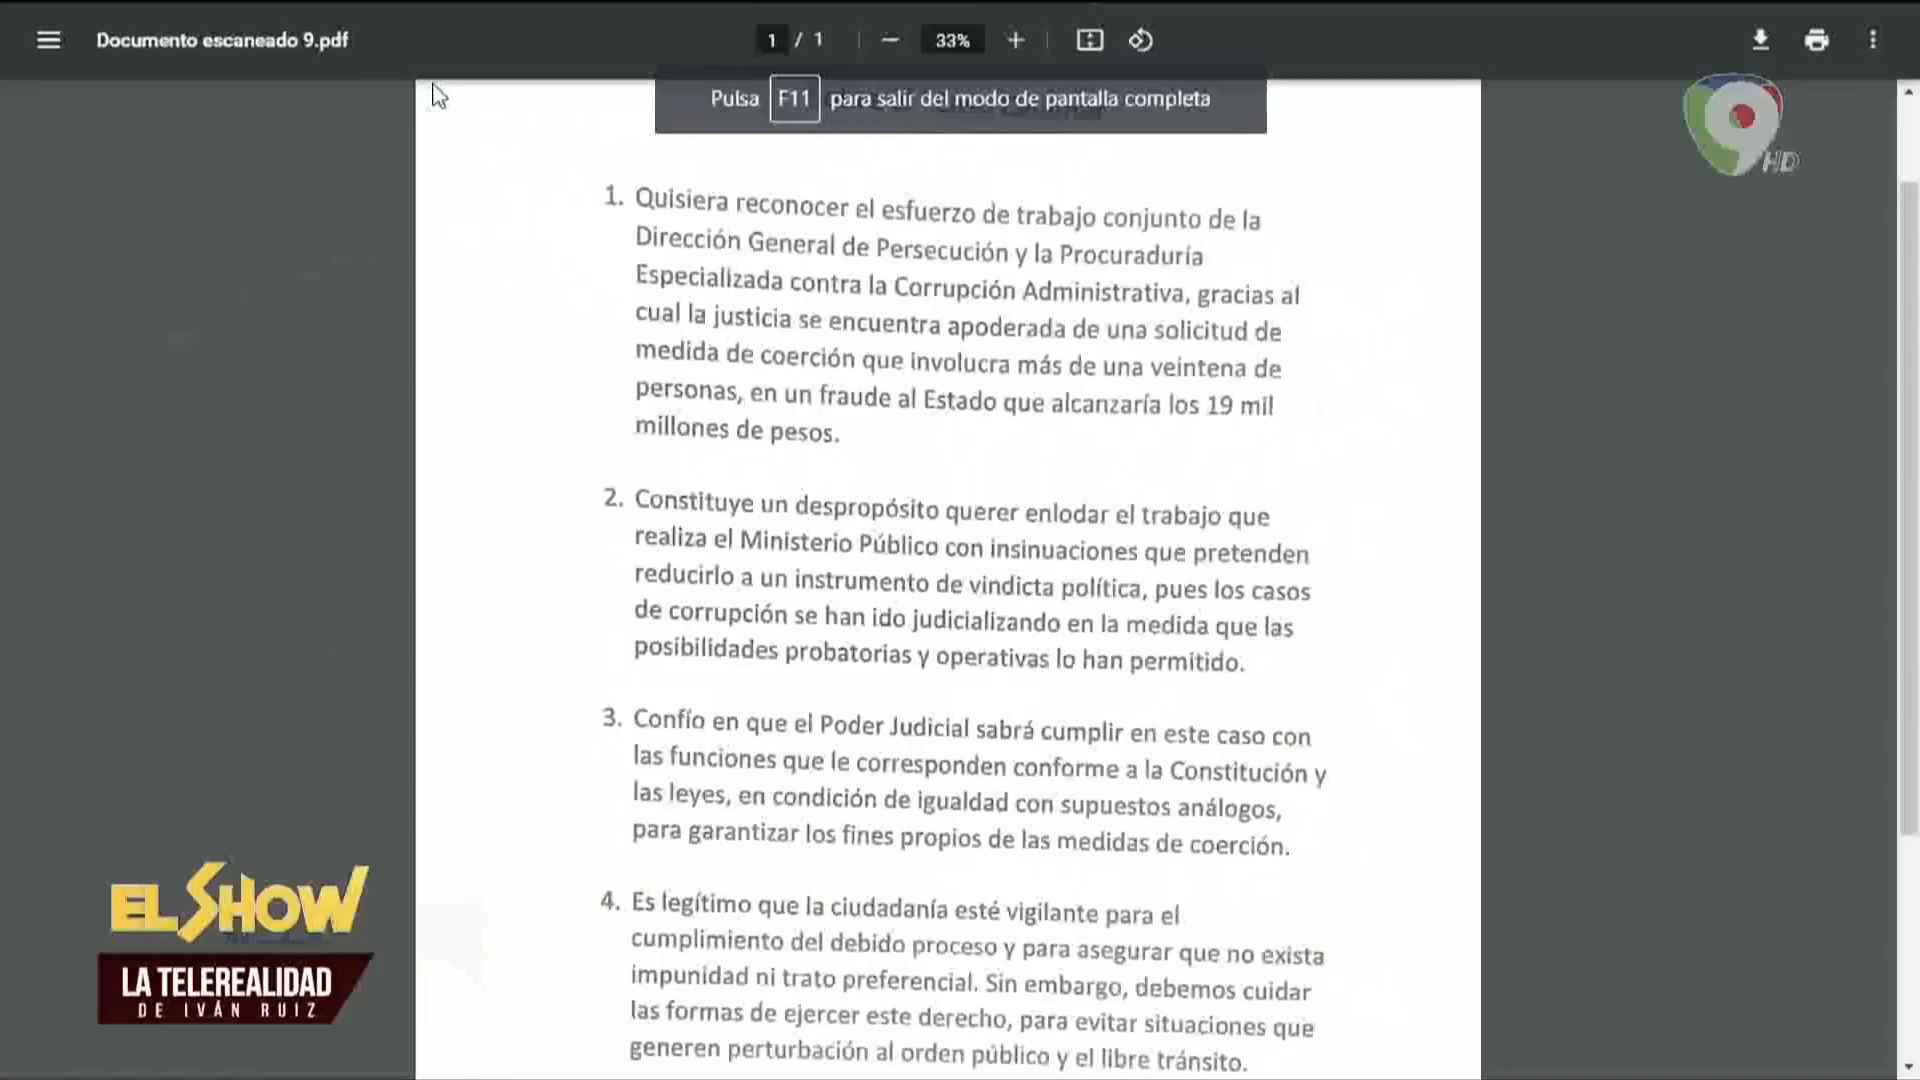 Documento escaneado 9.pdf
1 / 1
33%
Pulsa F11 para salir del modo de pantalla completa
HD
1. Quisiera reconocer el esfuerzo de trabajo conjunto de la
Dirección General de Persecución y la Procuraduría
Especializada contra la Corrupción Administrativa, gracias al
cual la justicia se encuentra apoderada de una solicitud de
medida de coerción que involucra más de una veintena de
personas, en un fraude al Estado que alcanzaría los 19 mil
millones de pesos.
2. Constituye un despropósito querer enlodar el trabajo que
realiza el Ministerio Público con insinuaciones que pretenden
reducirlo a un instrumento de vindicta política, pues los casos
de corrupción se han ido judicializando en la medida que las
posibilidades probatorias y operativas lo han permitido.
3. Confío en que el Poder Judicial sabrá cumplir en este caso con
las funciones que le corresponden conforme a la Constitución y
las leyes, en condición de igualdad con supuestos análogos,
para garantizar los fines propios de las medidas de coerción.
4. Es legítimo que la ciudadanía esté vigilante para el
cumplimiento del debido proceso y para asegurar que no exista
impunidad ni trato preferencial. Sin embargo, debemos cuidar
las formas de ejercer este derecho, para evitar situaciones que
generen perturbación al orden público y el libre tránsito.
EL SHOW
LA TELEREALIDAD
DE IVÁN RUIZ